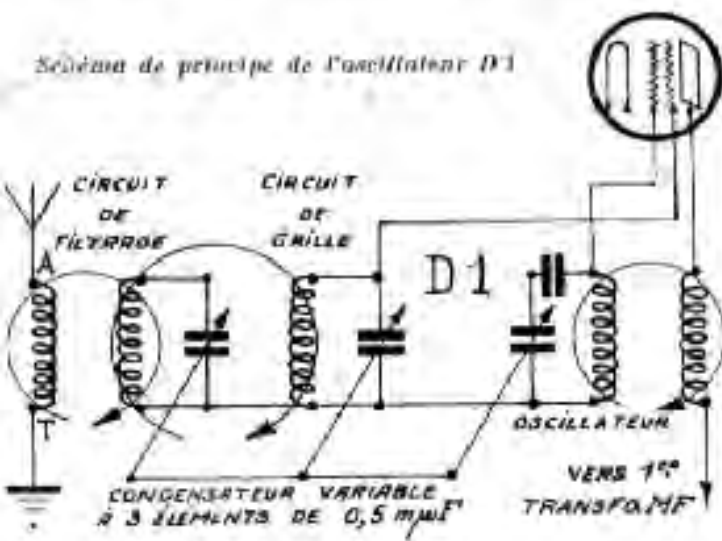 Schéma de principe de l'oscillateur D1
CIRCUIT
DE
FILTRAGE
CIRCUIT
DE
GRILLE
A
D1
T
OSCILLATEUR
VERS 1er
TRANSFO.MF
CONDENSATEUR VARIABLE
À 3 ÉLÉMENTS DE 0,5